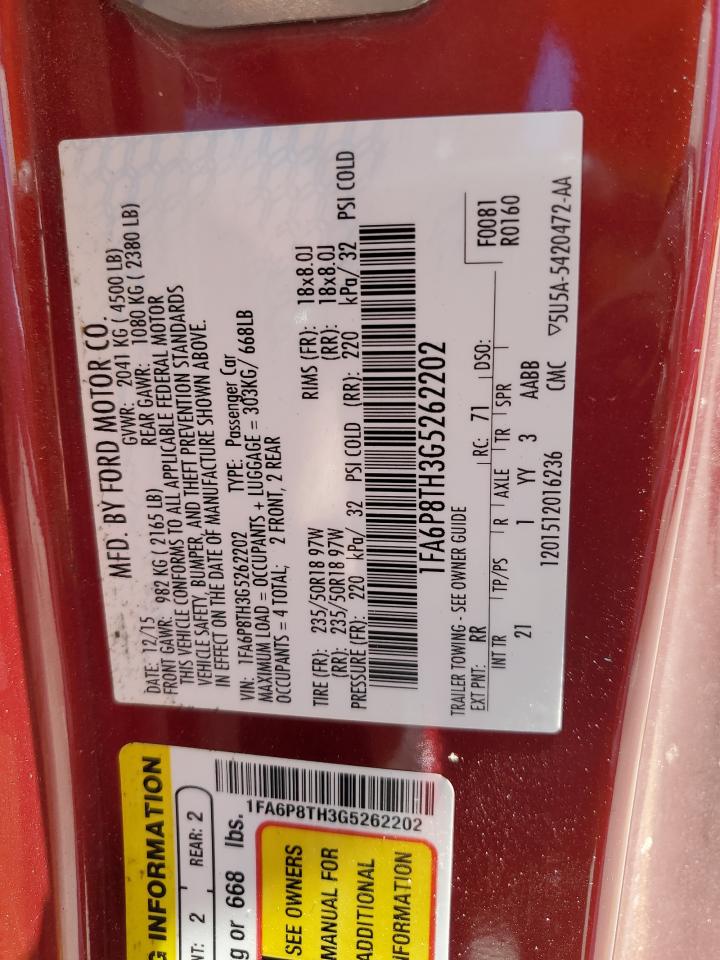 MFD. BY FORD MOTOR CO.
DATE: 12/15 GVWR: 2041 KG ( 4500 LB)
FRONT GAWR: 982 KG ( 2165 LB) REAR GAWR: 1080 KG ( 2380 LB)
THIS VEHICLE CONFORMS TO ALL APPLICABLE FEDERAL MOTOR
VEHICLE SAFETY, BUMPER, AND THEFT PREVENTION STANDARDS
IN EFFECT ON THE DATE OF MANUFACTURE SHOWN ABOVE.
VIN: 1FA6P8TH3G5262202 TYPE: Passenger Car
MAXIMUM LOAD = OCCUPANTS + LUGGAGE = 303KG/ 668LB
OCCUPANTS = 4 TOTAL; 2 FRONT, 2 REAR
TIRE (FR): 235/50R18 97W RIMS (FR): 18x8.0J
(RR): 235/50R18 97W (RR): 18x8.0J
PRESSURE (FR): 220 kPa/ 32 PSI COLD (RR): 220 kPa/ 32 PSI COLD
1FA6P8TH3G5262202
TRAILER TOWING - SEE OWNER GUIDE
EXT PNT: RR RC: 71 DSO: F0081
R0160
INT TR TP/PS R AXLE TR SPR
21 1 YY 3 AABB
1201512016236 CMC ▽5U5A-5420472-AA
G INFORMATION
NT: 2 REAR: 2
g or 668 lbs.
1FA6P8TH3G5262202
SEE OWNERS
MANUAL FOR
ADDITIONAL
NFORMATION